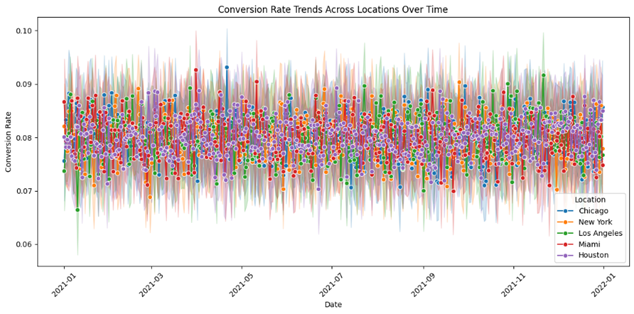 Conversion Rate Trends Across Locations Over Time
Conversion Rate
0.10
0.09
0.08
0.07
0.06
Location
Chicago
New York
Los Angeles
Miami
Houston
2021-01
2021-03
2021-05
2021-07
2021-09
2021-11
2022-01
Date